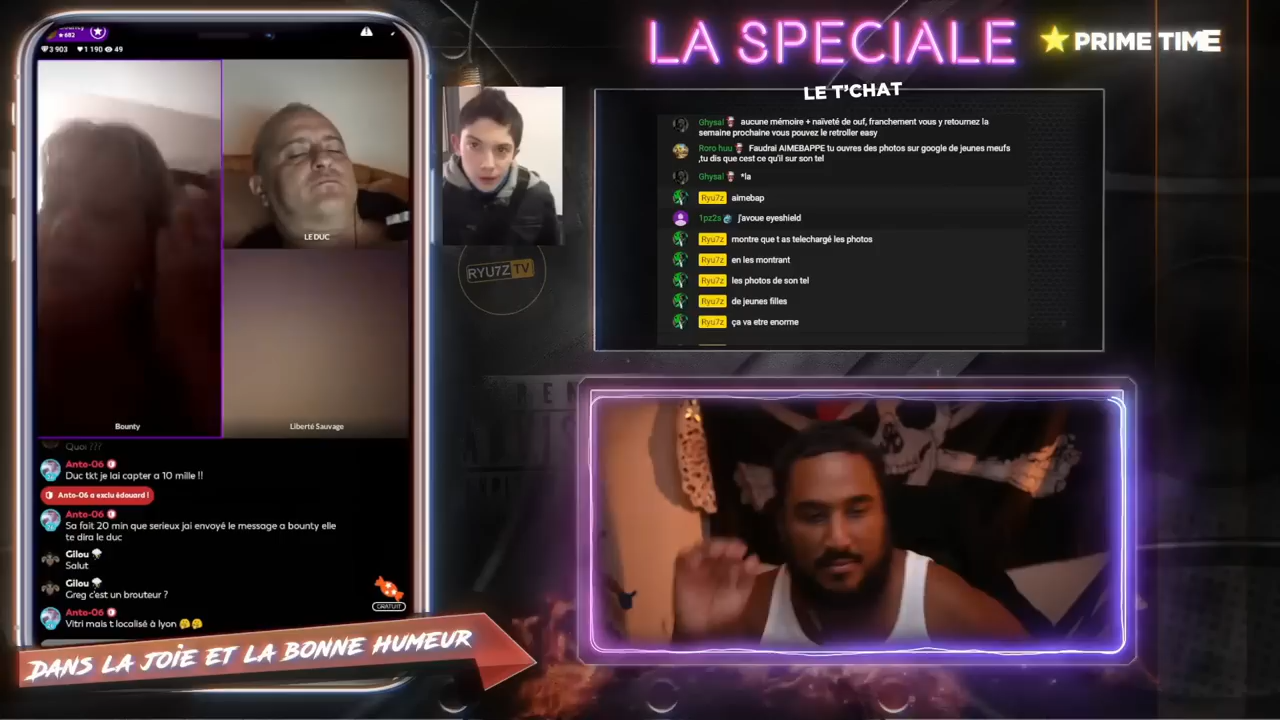 682
3 903 1 190 49
LE DUC
Bounty
Liberté Sauvage
Quoi ???
Anto-06
Duc tkt je lai capter a 10 mille !!
Anto-06 a exclu édouard !
Anto-06
Sa fait 20 min que serieux jai envoyé le message a bounty elle
te dira le duc
Gilou
Salut
Gilou
Greg c'est un brouteur ?
Anto-06
Vitri mais t localisé à lyon
GRATUIT
DANS LA JOIE ET LA BONNE HUMEUR
RYU7Z TV
LA SPECIALE
PRIME TIME
LE T'CHAT
Ghysal aucune mémoire + naïveté de ouf, franchement vous y retournez la
semaine prochaine vous pouvez le retroller easy
Roro huu Faudrai AIMEBAPPE tu ouvres des photos sur google de jeunes meufs
,tu dis que cest ce qu'il sur son tel
Ghysal *la
Ryu7z aimebap
1pz2s j'avoue eyeshield
Ryu7z montre que t as telechargé les photos
Ryu7z en les montrant
Ryu7z les photos de son tel
Ryu7z de jeunes filles
Ryu7z ça va etre enorme